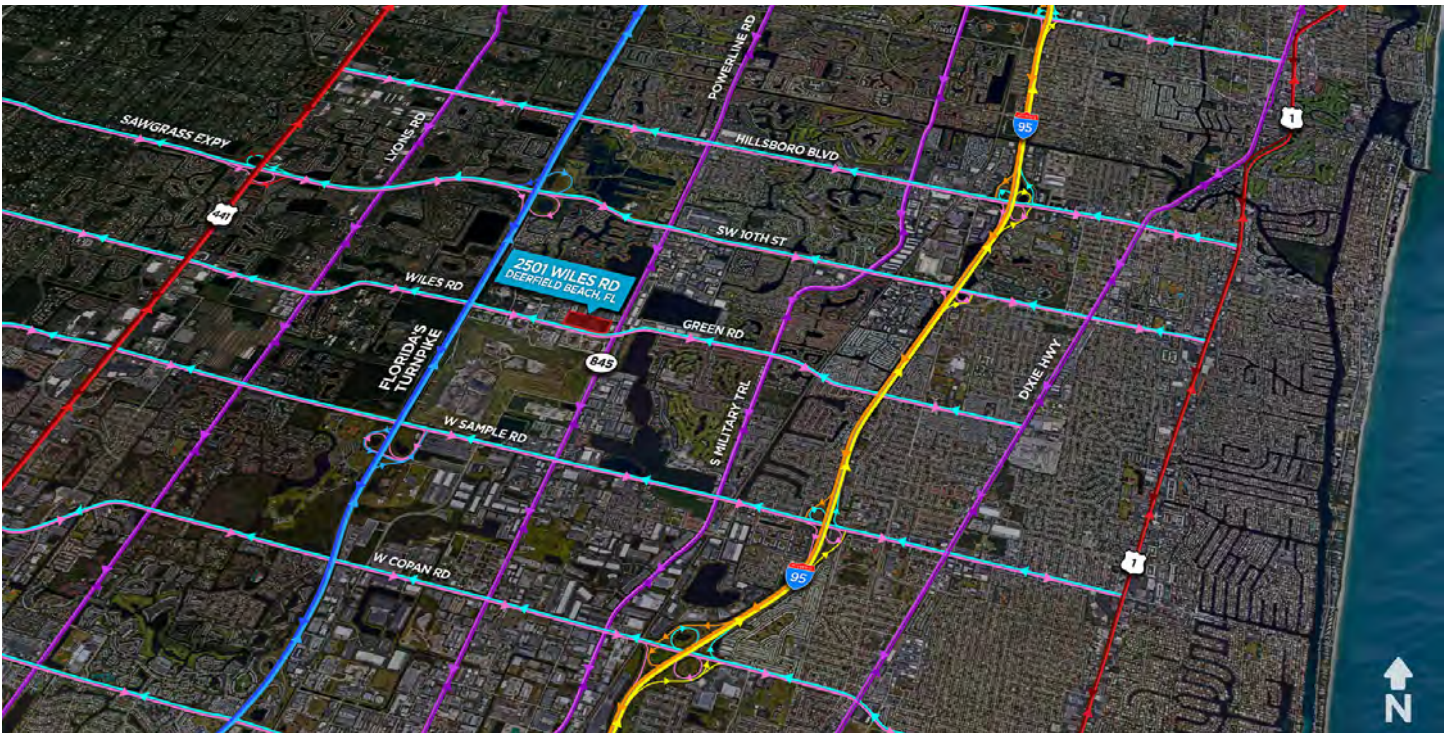 POWERLINE RD
95
1
SAWGRASS EXPY
LYONS RD
HILLSBORO BLVD
441
SW 10TH ST
2501 WILES RD
DEERFIELD BEACH, FL
WILES RD
GREEN RD
FLORIDA'S
TURNPIKE
845
DIXIE HWY
S MILITARY TRL
W SAMPLE RD
W COPAN RD
95
1
N